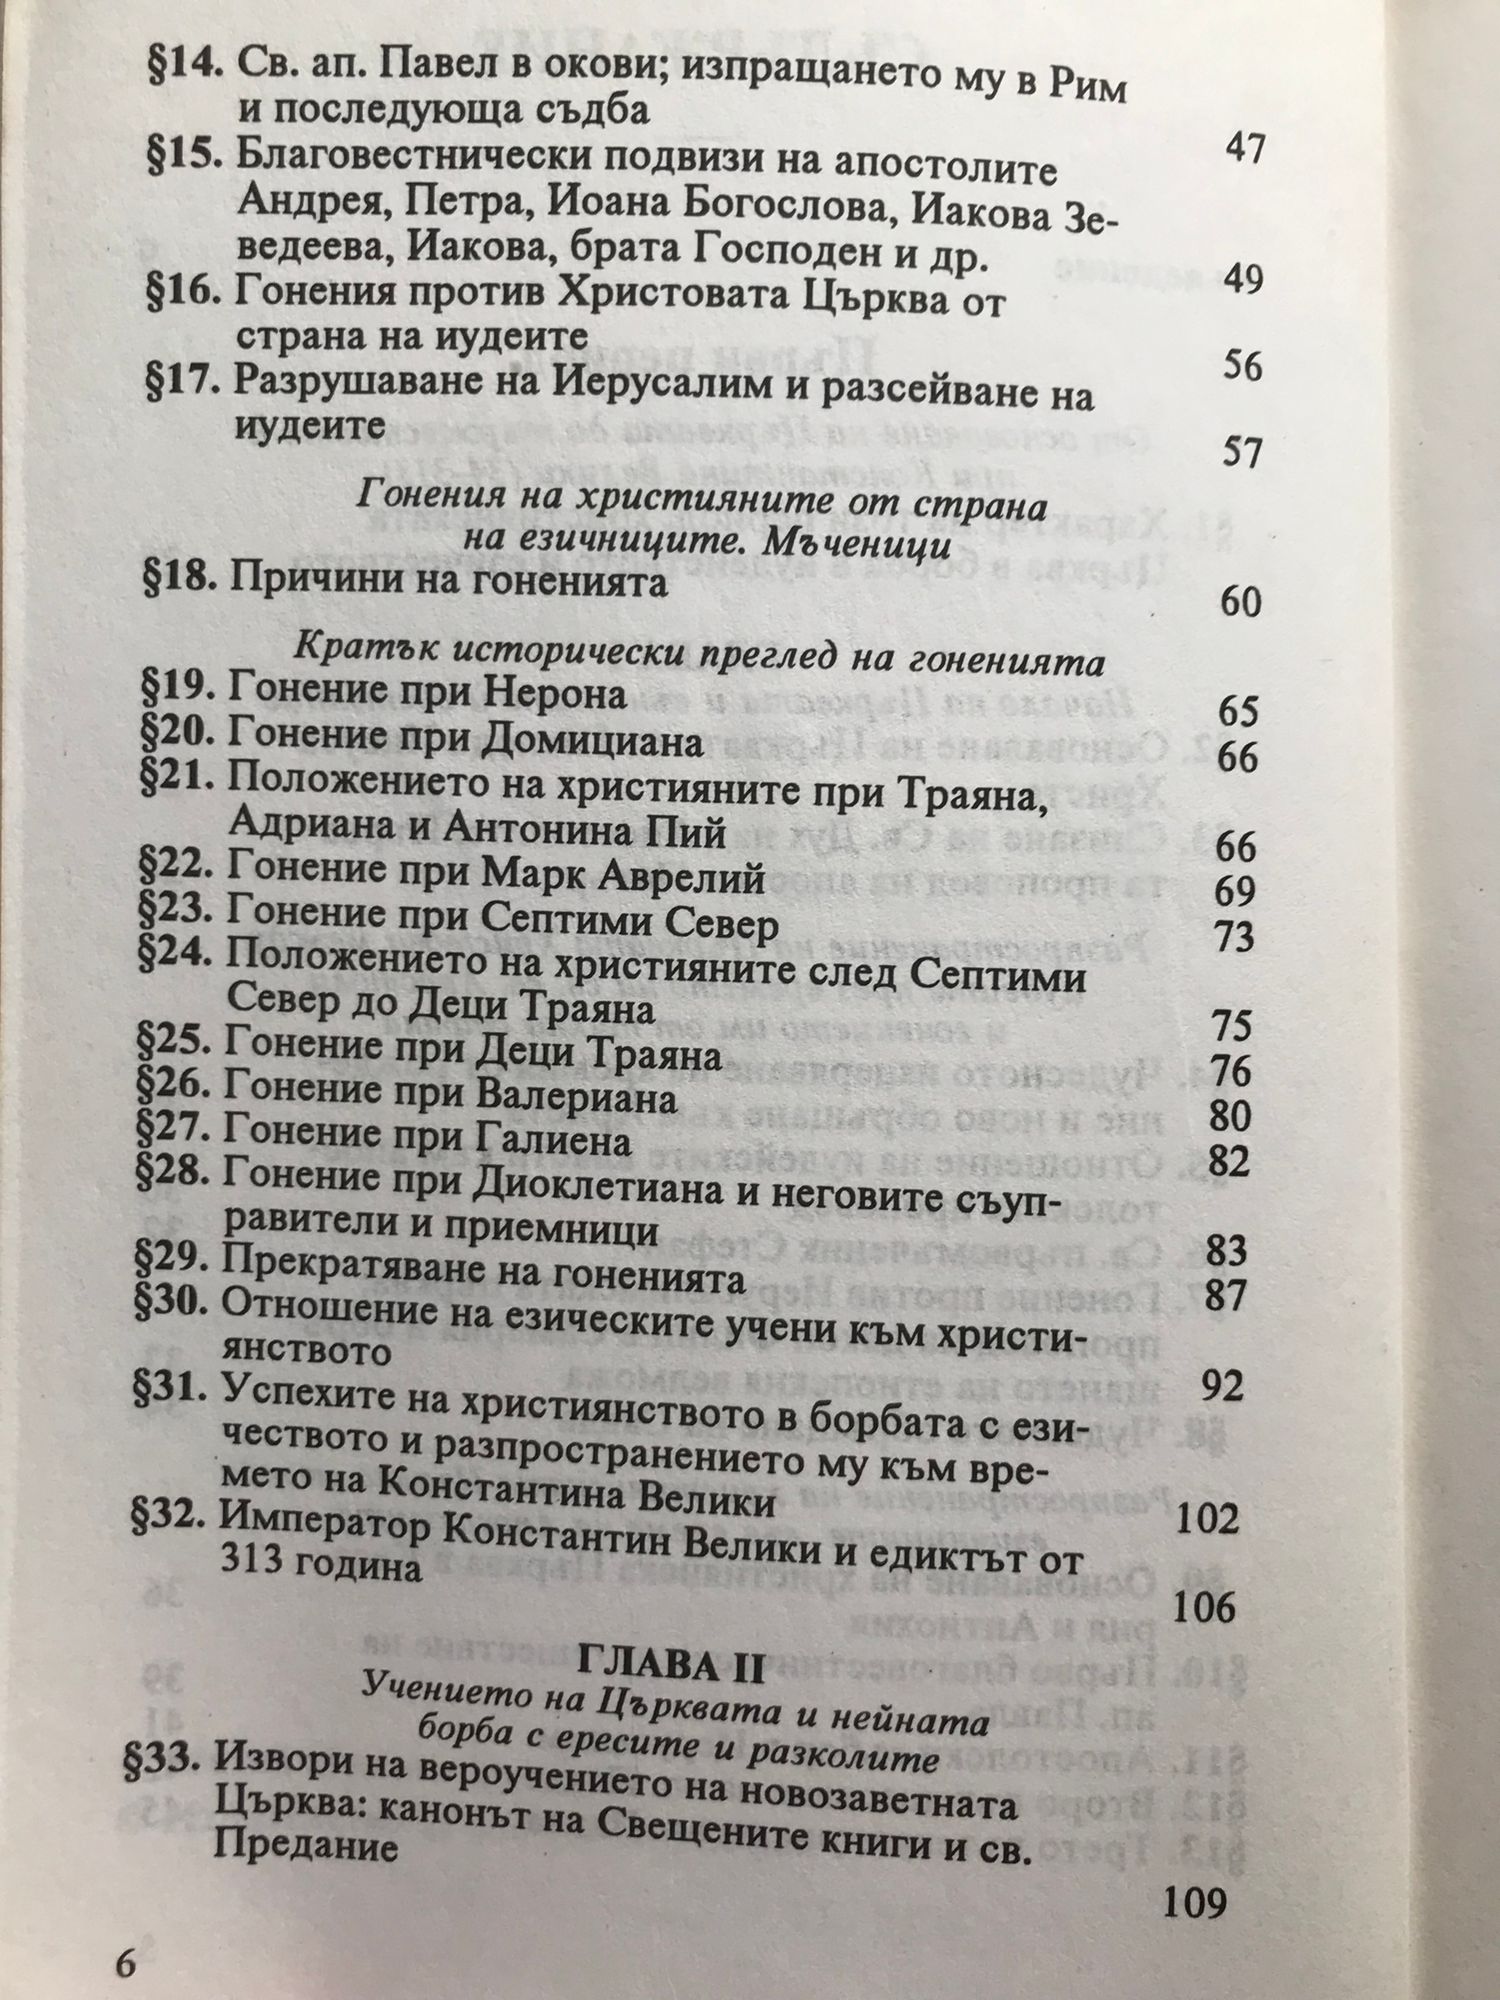 §14. Св. ап. Павел в окови; изпращането му в Рим
и последующа съдба 47
§15. Благовестнически подвизи на апостолите
Андрея, Петра, Иоана Богослова, Иакова Зе-
ведеева, Иакова, брата Господен и др. 49
§16. Гонения против Христовата Църква от
страна на иудеите 56
§17. Разрушаване на Иерусалим и разсейване на
иудеите 57
Гонения на християните от страна
на езичниците. Мъченици
§18. Причини на гоненията 60
Кратък исторически преглед на гоненията
§19. Гонение при Нерона 65
§20. Гонение при Домициана 66
§21. Положението на християните при Траяна,
Адриана и Антонина Пий 66
§22. Гонение при Марк Аврелий 69
§23. Гонение при Септими Север 73
§24. Положението на християните след Септими
Север до Деци Траяна 75
§25. Гонение при Деци Траяна 76
§26. Гонение при Валериана 80
§27. Гонение при Галиена 82
§28. Гонение при Диоклетиана и неговите съуп-
равители и приемници 83
§29. Прекратяване на гоненията 87
§30. Отношение на езическите учени към христи-
янството 92
§31. Успехите на християнството в борбата с ези-
чеството и разпространението му към вре-
мето на Константина Велики 102
§32. Император Константин Велики и едиктът от
313 година 106
ГЛАВА II
Учението на Църквата и нейната
борба с ересите и разколите
§33. Извори на вероучението на новозаветната
Църква: канонът на Свещените книги и св.
Предание 109
6